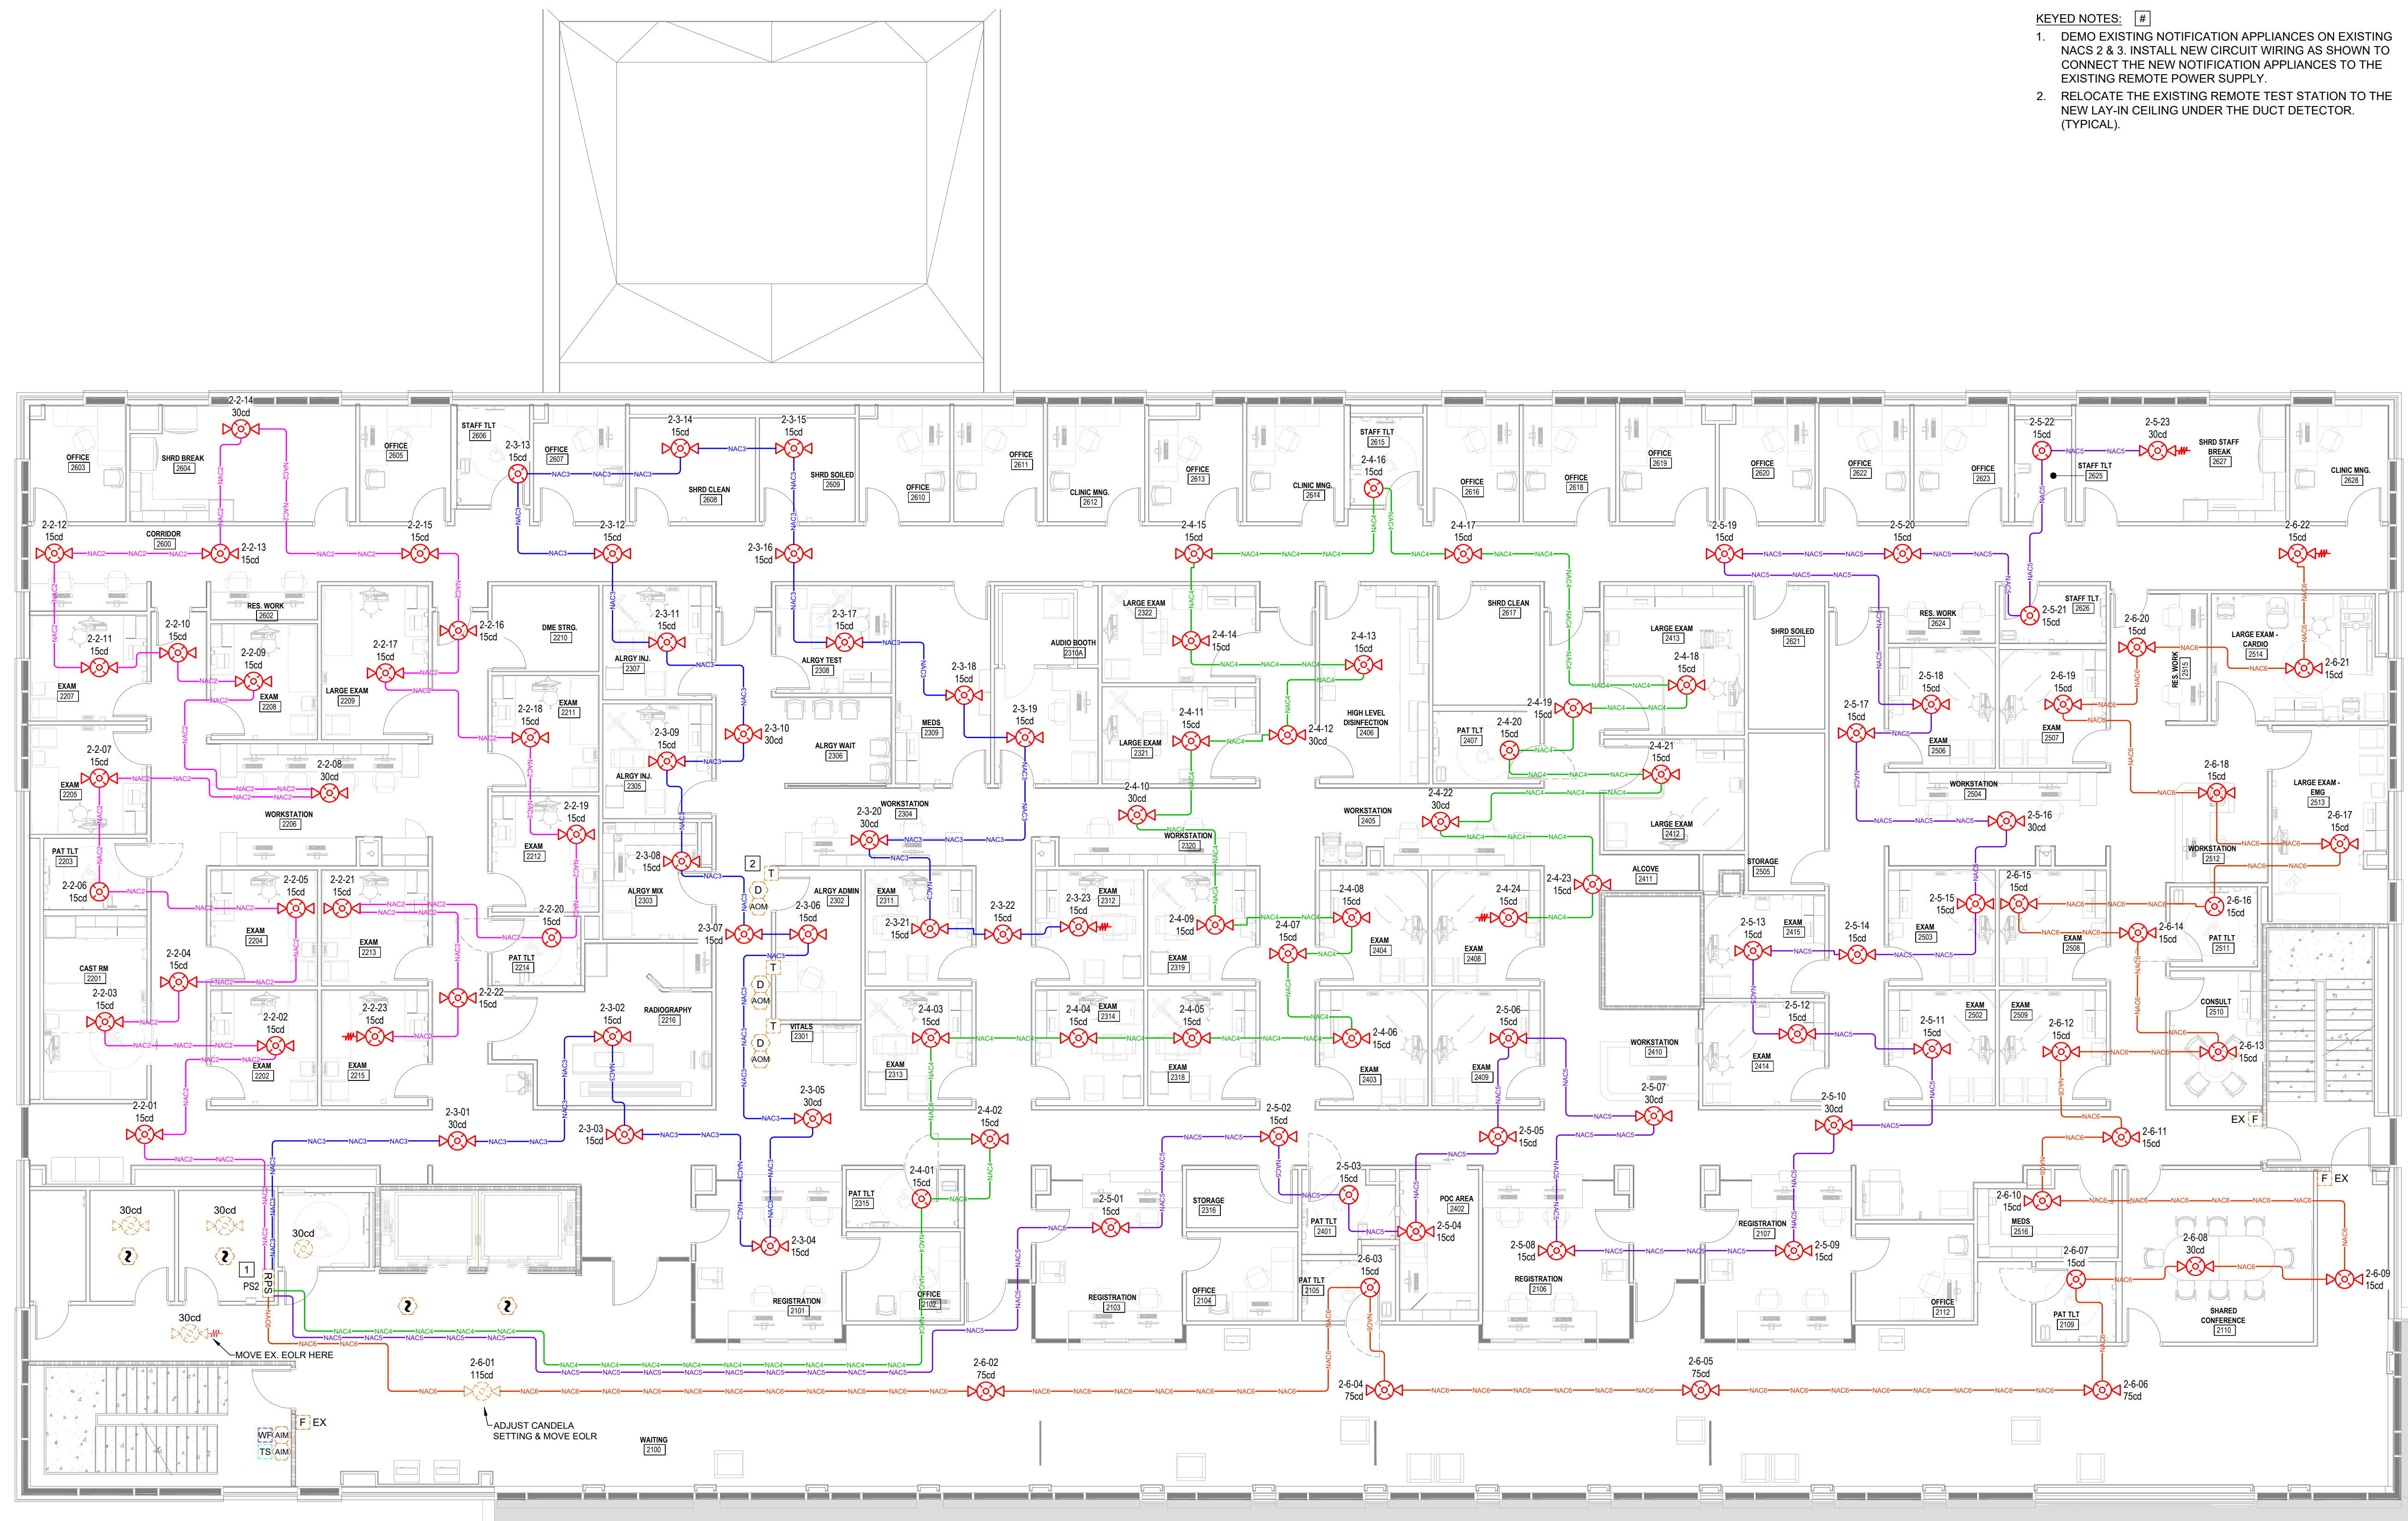 KEYED NOTES: #
1. DEMO EXISTING NOTIFICATION APPLIANCES ON EXISTING
NACS 2 & 3. INSTALL NEW CIRCUIT WIRING AS SHOWN TO
CONNECT THE NEW NOTIFICATION APPLIANCES TO THE
EXISTING REMOTE POWER SUPPLY.
2. RELOCATE THE EXISTING REMOTE TEST STATION TO THE
NEW LAY-IN CEILING UNDER THE DUCT DETECTOR.
(TYPICAL).
OFFICE
2603
SHRD BREAK
2604
2-2-14
30cd
OFFICE
2605
STAFF TLT
2606
2-3-13
15cd
OFFICE
2607
2-3-14
15cd
SHRD CLEAN
2608
2-3-15
15cd
SHRD SOILED
2609
OFFICE
2610
OFFICE
2611
CLINIC MNG.
2612
OFFICE
2613
CLINIC MNG.
2614
STAFF TLT
2615
2-4-16
15cd
OFFICE
2616
OFFICE
2618
OFFICE
2619
OFFICE
2620
OFFICE
2622
OFFICE
2623
2-5-22
15cd
STAFF TLT
2625
2-5-23
30cd
SHRD STAFF
BREAK
2627
CLINIC MNG.
2628
2-2-12
15cd
CORRIDOR
2600
2-2-13
15cd
2-2-15
15cd
2-3-12
15cd
2-3-16
15cd
2-4-15
15cd
2-4-17
15cd
2-5-19
15cd
2-5-20
15cd
2-6-22
15cd
2-2-11
15cd
EXAM
2207
2-2-10
15cd
RES. WORK
2602
2-2-09
15cd
EXAM
2208
2-2-17
15cd
LARGE EXAM
2209
2-2-16
15cd
DME STRG.
2210
EXAM
2211
2-2-18
15cd
2-3-11
15cd
ALRGY INJ.
2307
2-3-09
15cd
ALRGY INJ.
2305
2-3-10
30cd
2-3-17
15cd
ALRGY TEST
2308
ALRGY WAIT
2306
MEDS
2309
2-3-18
15cd
2-3-19
15cd
AUDIO BOOTH
2310A
LARGE EXAM
2322
2-4-14
15cd
2-4-11
15cd
LARGE EXAM
2321
2-4-13
15cd
2-4-12
30cd
HIGH LEVEL
DISINFECTION
2406
SHRD CLEAN
2617
2-4-19
15cd
2-4-20
15cd
PAT TLT
2407
LARGE EXAM
2413
2-4-18
15cd
2-4-21
15cd
LARGE EXAM
2412
SHRD SOILED
2621
RES. WORK
2624
2-5-21
15cd
STAFF TLT
2626
2-5-18
15cd
EXAM
2506
2-5-17
15cd
2-6-19
15cd
EXAM
2507
2-6-20
15cd
RES. WORK
2515
LARGE EXAM -
CARDIO
2514
2-6-21
15cd
LARGE EXAM -
EMG
2513
2-6-18
15cd
2-6-17
15cd
WORKSTATION
2512
2-2-07
15cd
EXAM
2205
2-2-08
30cd
WORKSTATION
2206
2-2-19
15cd
EXAM
2212
2-3-20
30cd
WORKSTATION
2304
2-4-10
30cd
WORKSTATION
2320
2-4-22
30cd
WORKSTATION
2405
WORKSTATION
2504
2-5-16
30cd
PAT TLT
2203
2-2-06
15cd
2-2-05
15cd
EXAM
2204
2-2-21
15cd
EXAM
2213
2-2-20
15cd
PAT TLT
2214
2-3-08
15cd
ALRGY MIX
2303
2
T
D
AOM
ALRGY ADMIN
2302
2-3-06
15cd
2-3-07
15cd
EXAM
2311
2-3-21
15cd
2-3-22
15cd
2-3-23
15cd
EXAM
2312
2-4-09
15cd
EXAM
2319
2-4-08
15cd
EXAM
2404
2-4-07
15cd
2-4-24
15cd
EXAM
2408
2-4-23
15cd
ALCOVE
2411
STORAGE
2505
2-5-13
15cd
EXAM
2415
2-5-14
15cd
2-5-15
15cd
EXAM
2503
2-6-15
15cd
EXAM
2508
2-6-14
15cd
2-6-16
15cd
PAT TLT
2511
CAST RM
2201
2-2-04
15cd
2-2-03
15cd
2-2-02
15cd
EXAM
2202
2-2-23
15cd
EXAM
2215
2-2-22
15cd
2-3-02
15cd
RADIOGRAPHY
2216
T
D
AOM
T
D
AOM
VITALS
2301
2-4-03
15cd
EXAM
2313
2-4-04
15cd
EXAM
2314
2-4-05
15cd
EXAM
2318
2-4-06
15cd
EXAM
2403
2-5-06
15cd
EXAM
2409
WORKSTATION
2410
2-5-07
30cd
2-5-12
15cd
EXAM
2414
EXAM
2502
2-5-11
15cd
EXAM
2509
2-6-12
15cd
CONSULT
2510
2-6-13
15cd
2-2-01
15cd
2-3-01
30cd
2-3-03
15cd
2-3-05
30cd
2-4-02
15cd
2-5-02
15cd
2-5-05
15cd
2-5-10
30cd
2-6-11
15cd
EX F
F EX
30cd
30cd
30cd
1
PS2
RPS
30cd
MOVE EX. EOLR HERE
2-3-04
15cd
REGISTRATION
2101
2-4-01
15cd
PAT TLT
2315
OFFICE
2102
2-5-01
15cd
REGISTRATION
2103
STORAGE
2316
OFFICE
2104
2-5-03
15cd
PAT TLT
2401
PAT TLT
2105
2-6-03
15cd
POC AREA
2402
2-5-04
15cd
2-5-08
15cd
REGISTRATION
2106
REGISTRATION
2107
2-5-09
15cd
OFFICE
2112
2-6-10
15cd
MEDS
2516
2-6-07
15cd
PAT TLT
2109
2-6-08
30cd
SHARED
CONFERENCE
2110
2-6-09
15cd
2-6-01
115cd
2-6-02
75cd
2-6-04
75cd
2-6-05
75cd
2-6-06
75cd
ADJUST CANDELA
SETTING & MOVE EOLR
F EX
WF AIM
TS AIM
WAITING
2100
NAC2
NAC3
NAC4
NAC5
NAC6